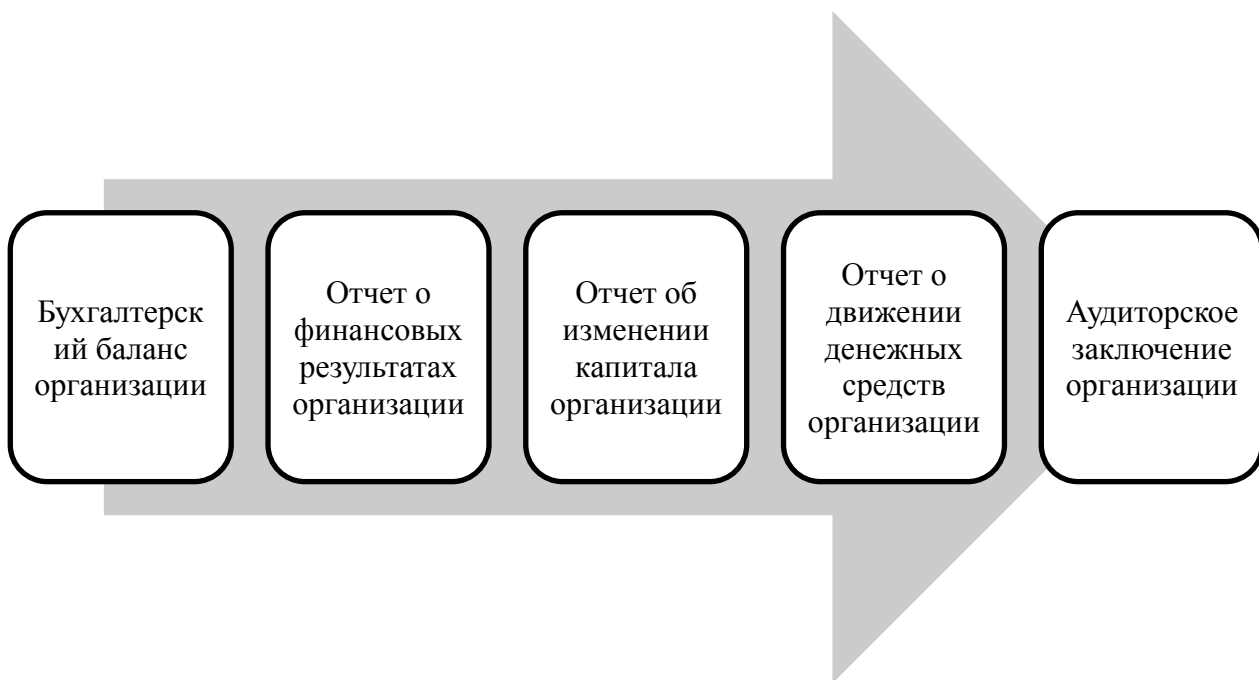 Бухгалтерск
ий баланс
организации
Отчет о
финансовых
результатах
организации
Отчет об
изменении
капитала
организации
Отчет о
движении
денежных
средств
организации
Аудиторское
заключение
организации